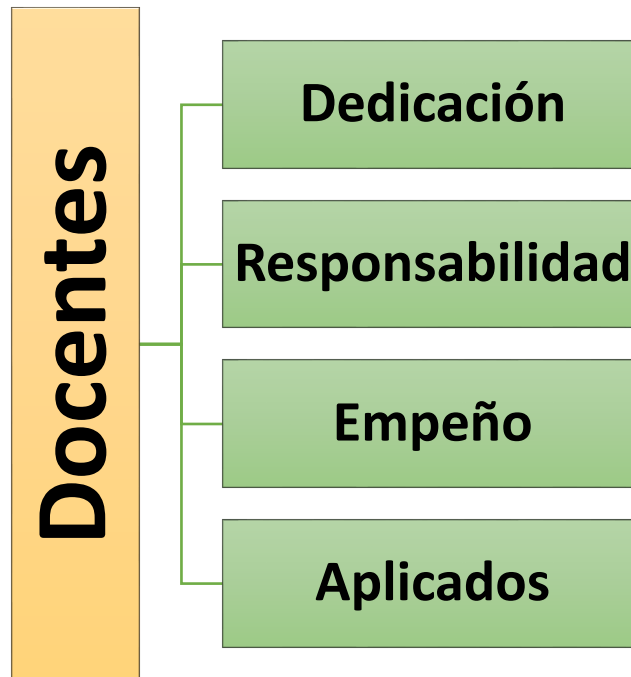 Docentes
Dedicación
Responsabilidad
Empeño
Aplicados